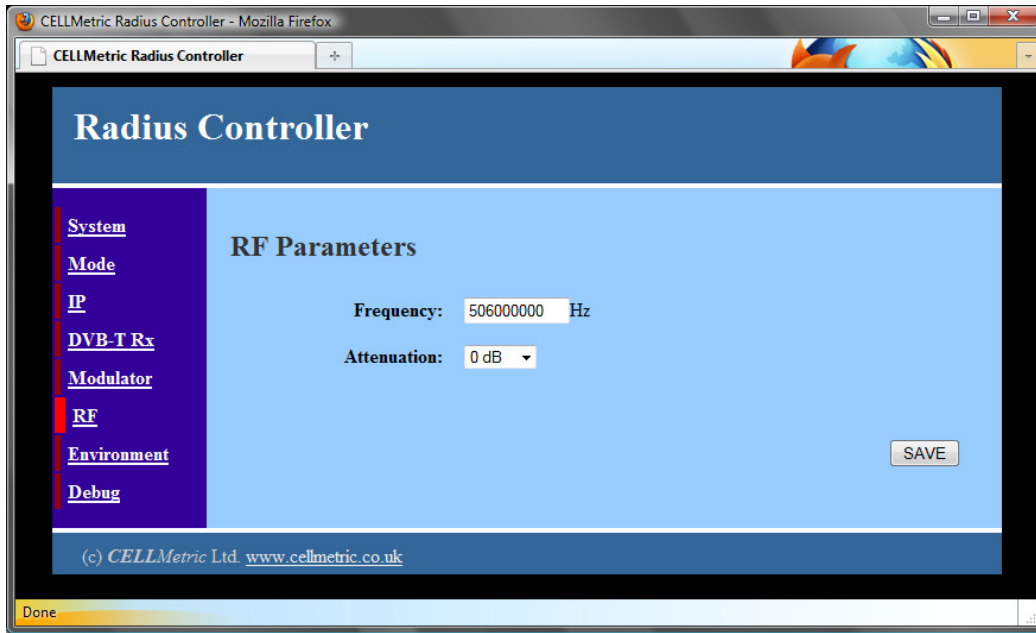 CELLMetric Radius Controller - Mozilla Firefox
CELLMetric Radius Controller
Radius Controller
System
Mode
IP
DVB-T Rx
Modulator
RF
Environment
Debug
RF Parameters
Frequency: 506000000 Hz
Attenuation: 0 dB
SAVE
(c) CELLMetric Ltd. www.cellmetric.co.uk
Done